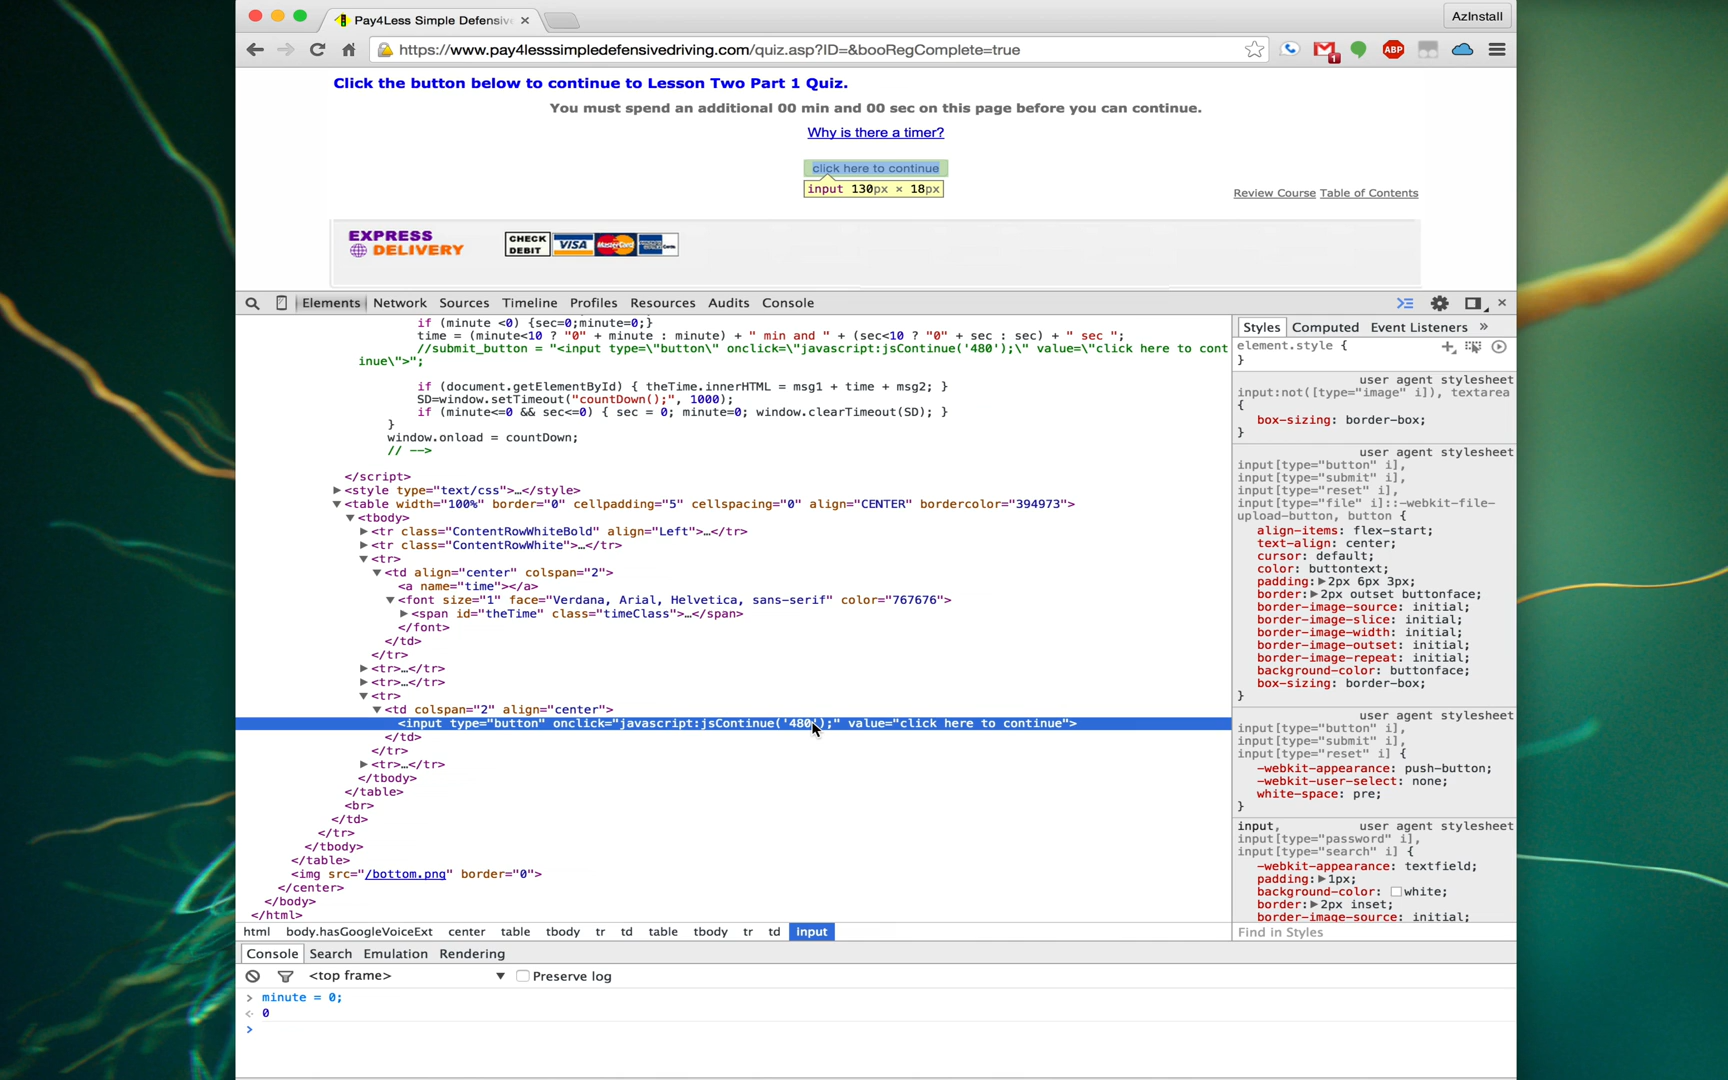 Pay4Less Simple Defensiv
AzInstall
https://www.pay4lesssimpledefensivedriving.com/quiz.asp?ID=&booRegComplete=true
1
ABP
Click the button below to continue to Lesson Two Part 1 Quiz.
You must spend an additional 00 min and 00 sec on this page before you can continue.
Why is there a timer?
click here to continue
input 130px × 18px
Review Course Table of Contents
EXPRESS
DELIVERY
CHECK
DEBIT
VISA
MasterCard
Elements Network Sources Timeline Profiles Resources Audits Console
if (minute <0) {sec=0;minute=0;}
time = (minute<10 ? "0" + minute : minute) + " min and " + (sec<10 ? "0" + sec : sec) + " sec ";
//submit_button = "<input type=\"button\" onclick=\"javascript:jsContinue('480');\" value=\"click here to cont
inue\">";
if (document.getElementById) { theTime.innerHTML = msg1 + time + msg2; }
SD=window.setTimeout("countDown();", 1000);
if (minute<=0 && sec<=0) { sec = 0; minute=0; window.clearTimeout(SD); }
}
window.onload = countDown;
// -->
</script>
<style type="text/css">…</style>
<table width="100%" border="0" cellpadding="5" cellspacing="0" align="CENTER" bordercolor="394973">
<tbody>
<tr class="ContentRowWhiteBold" align="Left">…</tr>
<tr class="ContentRowWhite">…</tr>
<tr>
<td align="center" colspan="2">
<a name="time"></a>
<font size="1" face="Verdana, Arial, Helvetica, sans-serif" color="767676">
<span id="theTime" class="timeClass">…</span>
</font>
</td>
</tr>
<tr>…</tr>
<tr>…</tr>
<tr>
<td colspan="2" align="center">
<input type="button" onclick="javascript:jsContinue('480');" value="click here to continue">
</td>
</tr>
<tr>…</tr>
</tbody>
</table>
<br>
</td>
</tr>
</tbody>
</table>
<img src="/bottom.png" border="0">
</center>
</body>
</html>
html body.hasGoogleVoiceExt center table tbody tr td table tbody tr td input
Styles Computed Event Listeners »
element.style {
}
user agent stylesheet
input:not([type="image" i]), textarea
{
box-sizing: border-box;
}
user agent stylesheet
input[type="button" i],
input[type="submit" i],
input[type="reset" i],
input[type="file" i]::-webkit-file-
upload-button, button {
align-items: flex-start;
text-align: center;
cursor: default;
color: buttontext;
padding: 2px 6px 3px;
border: 2px outset buttonface;
border-image-source: initial;
border-image-slice: initial;
border-image-width: initial;
border-image-outset: initial;
border-image-repeat: initial;
background-color: buttonface;
box-sizing: border-box;
}
user agent stylesheet
input[type="button" i],
input[type="submit" i],
input[type="reset" i] {
-webkit-appearance: push-button;
-webkit-user-select: none;
white-space: pre;
}
input, user agent stylesheet
input[type="password" i],
input[type="search" i] {
-webkit-appearance: textfield;
padding: 1px;
background-color: white;
border: 2px inset;
border-image-source: initial;
Find in Styles
Console Search Emulation Rendering
<top frame> Preserve log
> minute = 0;
0
>